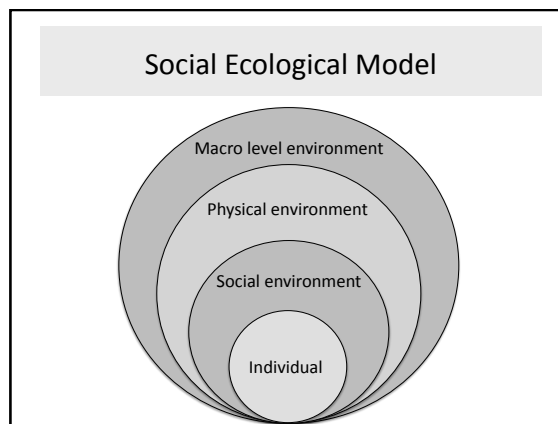 Social Ecological Model
Macro level environment
Physical environment
Social environment
Individual